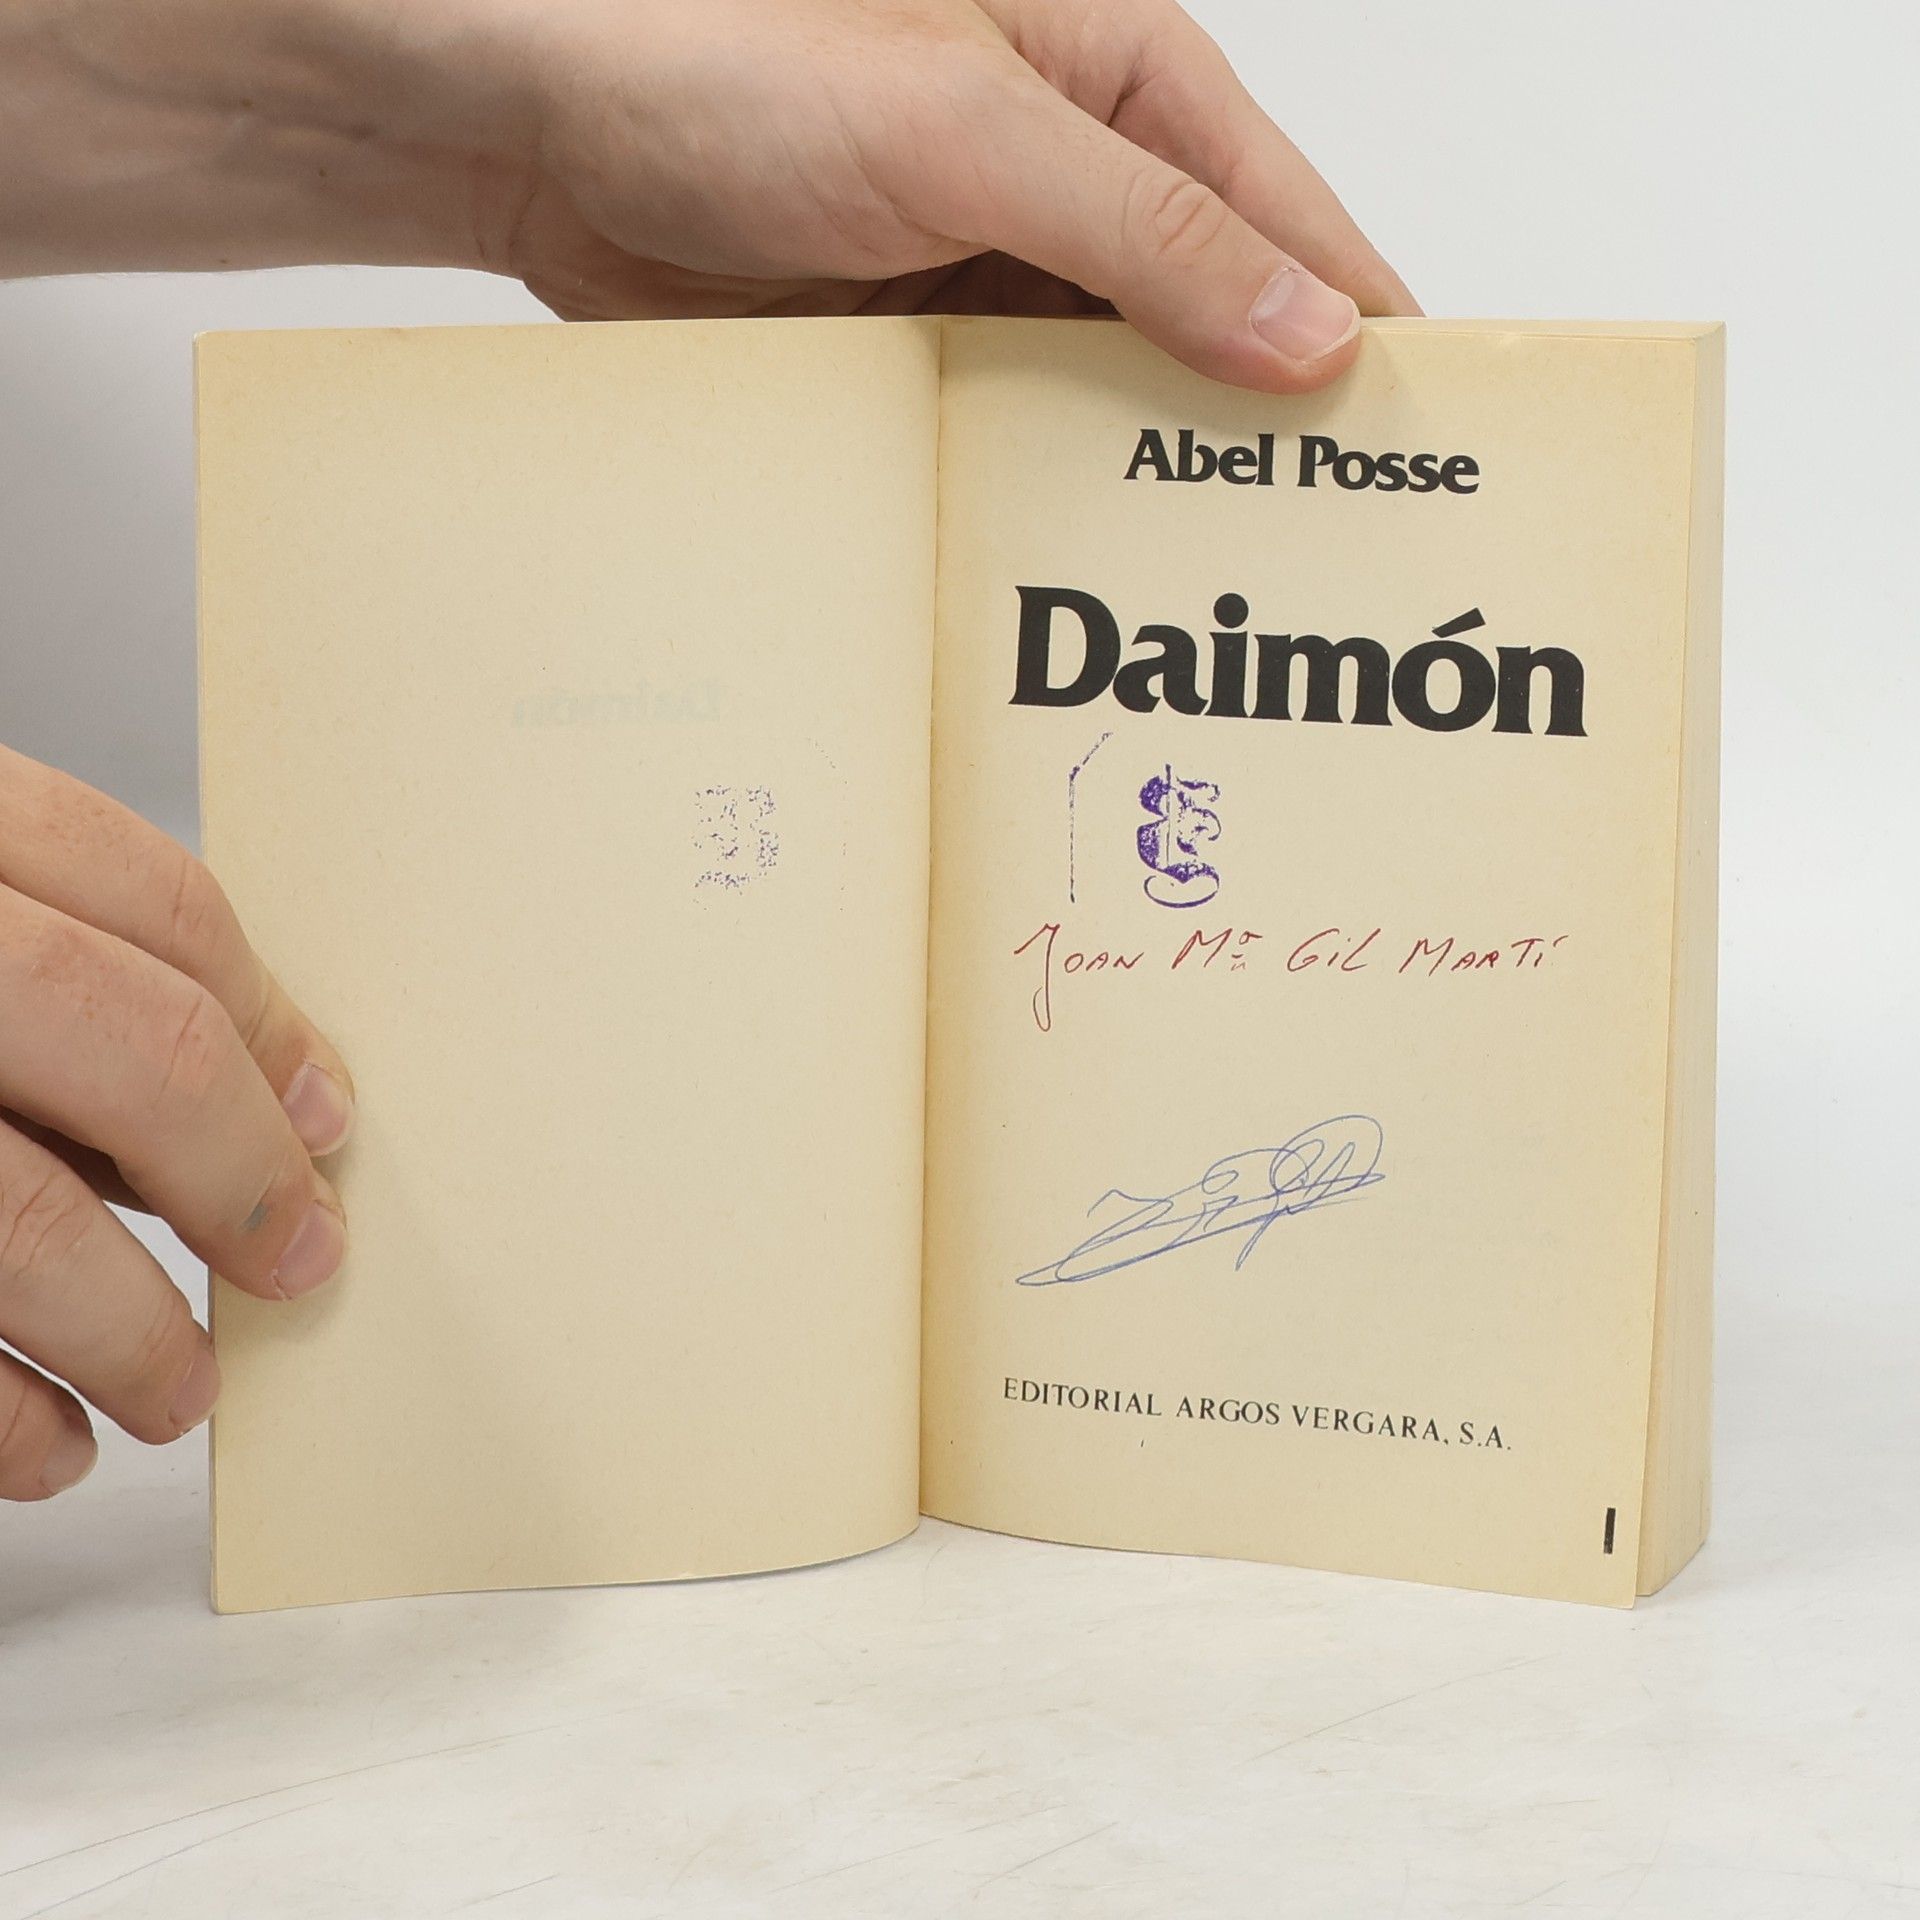 Abel Posse
Daimón
Joan Mª Gil Martí
EDITORIAL ARGOS VERGARA, S.A.